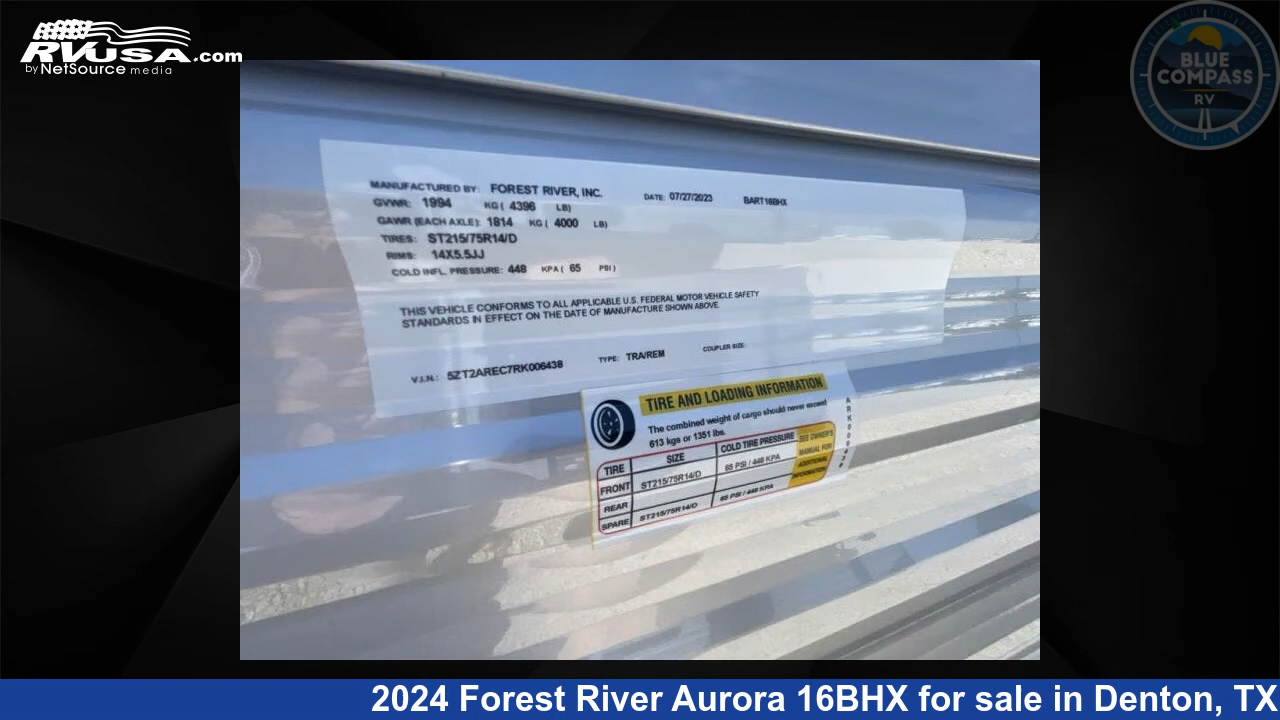 RVUSA.com
by NetSource media
BLUE
COMPASS
RV
MANUFACTURED BY: FOREST RIVER, INC. DATE: 07/27/2023 BART16BHX
GVWR: 1994 KG ( 4396 LB)
GAWR (EACH AXLE): 1814 KG ( 4000 LB)
TIRES: ST215/75R14/D
RIMS: 14X5.5JJ
COLD INFL. PRESSURE: 448 KPA ( 65 PSI )
THIS VEHICLE CONFORMS TO ALL APPLICABLE U.S. FEDERAL MOTOR VEHICLE SAFETY
STANDARDS IN EFFECT ON THE DATE OF MANUFACTURE SHOWN ABOVE.
V.I.N.: 5ZT2AREC7RK006438 TYPE: TRA/REM COUPLER SIZE:
TIRE AND LOADING INFORMATION
The combined weight of cargo should never exceed
613 kgs or 1351 lbs.
TIRE SIZE COLD TIRE PRESSURE
FRONT ST215/75R14/D 65 PSI / 448 KPA
REAR
SPARE ST215/75R14/D 65 PSI / 448 KPA
SEE OWNER'S
MANUAL FOR
ADDITIONAL
INFORMATION
2024 Forest River Aurora 16BHX for sale in Denton, TX